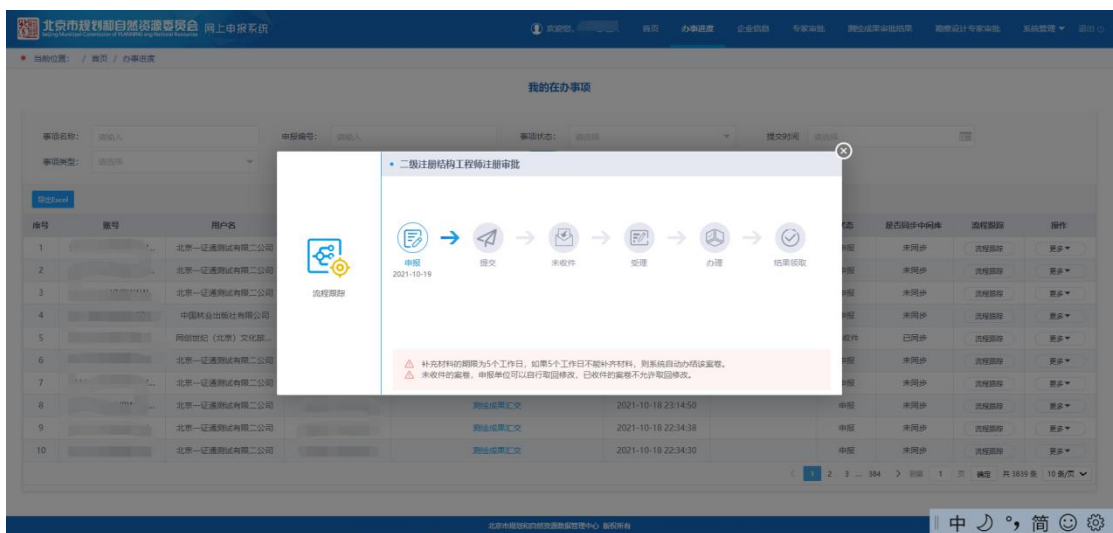 北京市规划和自然资源委员会 网上申报系统
Beijing Municipal Commission of Planning and Natural Resources
欢迎您, 首页 办事进度 企业信息 专家审批 测绘成果审批结果 勘察设计专家审批 系统管理 退出
当前位置: / 首页 / 办事进度
我的在办事项
事项名称: 请输入 申报编号: 请输入 事项状态: 请选择 提交时间 请选择
事项类型: 请选择
导出Excel
二级注册结构工程师注册审批
序号 账号 用户名 状态 是否同步中间库 流程跟踪 操作
1 北京一证通测试有限二公司 申报 未同步 流程跟踪 更多
2 北京一证通测试有限二公司 申报 未同步 流程跟踪 更多
3 北京一证通测试有限二公司 申报 未同步 流程跟踪 更多
4 中国林业出版社有限公司 申报 未同步 流程跟踪 更多
5 同创世纪（北京）文化部... 收件 已同步 流程跟踪 更多
6 北京一证通测试有限二公司 申报 未同步 流程跟踪 更多
7 北京一证通测试有限二公司 申报 未同步 流程跟踪 更多
流程跟踪
申报 提交 未收件 受理 办理 结果领取
2021-10-19
补充材料的期限为5个工作日，如果5个工作日不能补齐材料，则系统自动办结该案卷。
未收件的案卷，申报单位可以自行取回修改，已收件的案卷不允许取回修改。
8 北京一证通测试有限二公司 测绘成果汇交 2021-10-18 23:14:50 申报 未同步 流程跟踪 更多
9 北京一证通测试有限二公司 测绘成果汇交 2021-10-18 22:34:38 申报 未同步 流程跟踪 更多
10 北京一证通测试有限二公司 测绘成果汇交 2021-10-18 22:34:30 申报 未同步 流程跟踪 更多
1 2 3 ... 384 到第 1 页 确定 共 3839 条 10 条/页
北京市规划和自然资源数据管理中心 版权所有
中 简